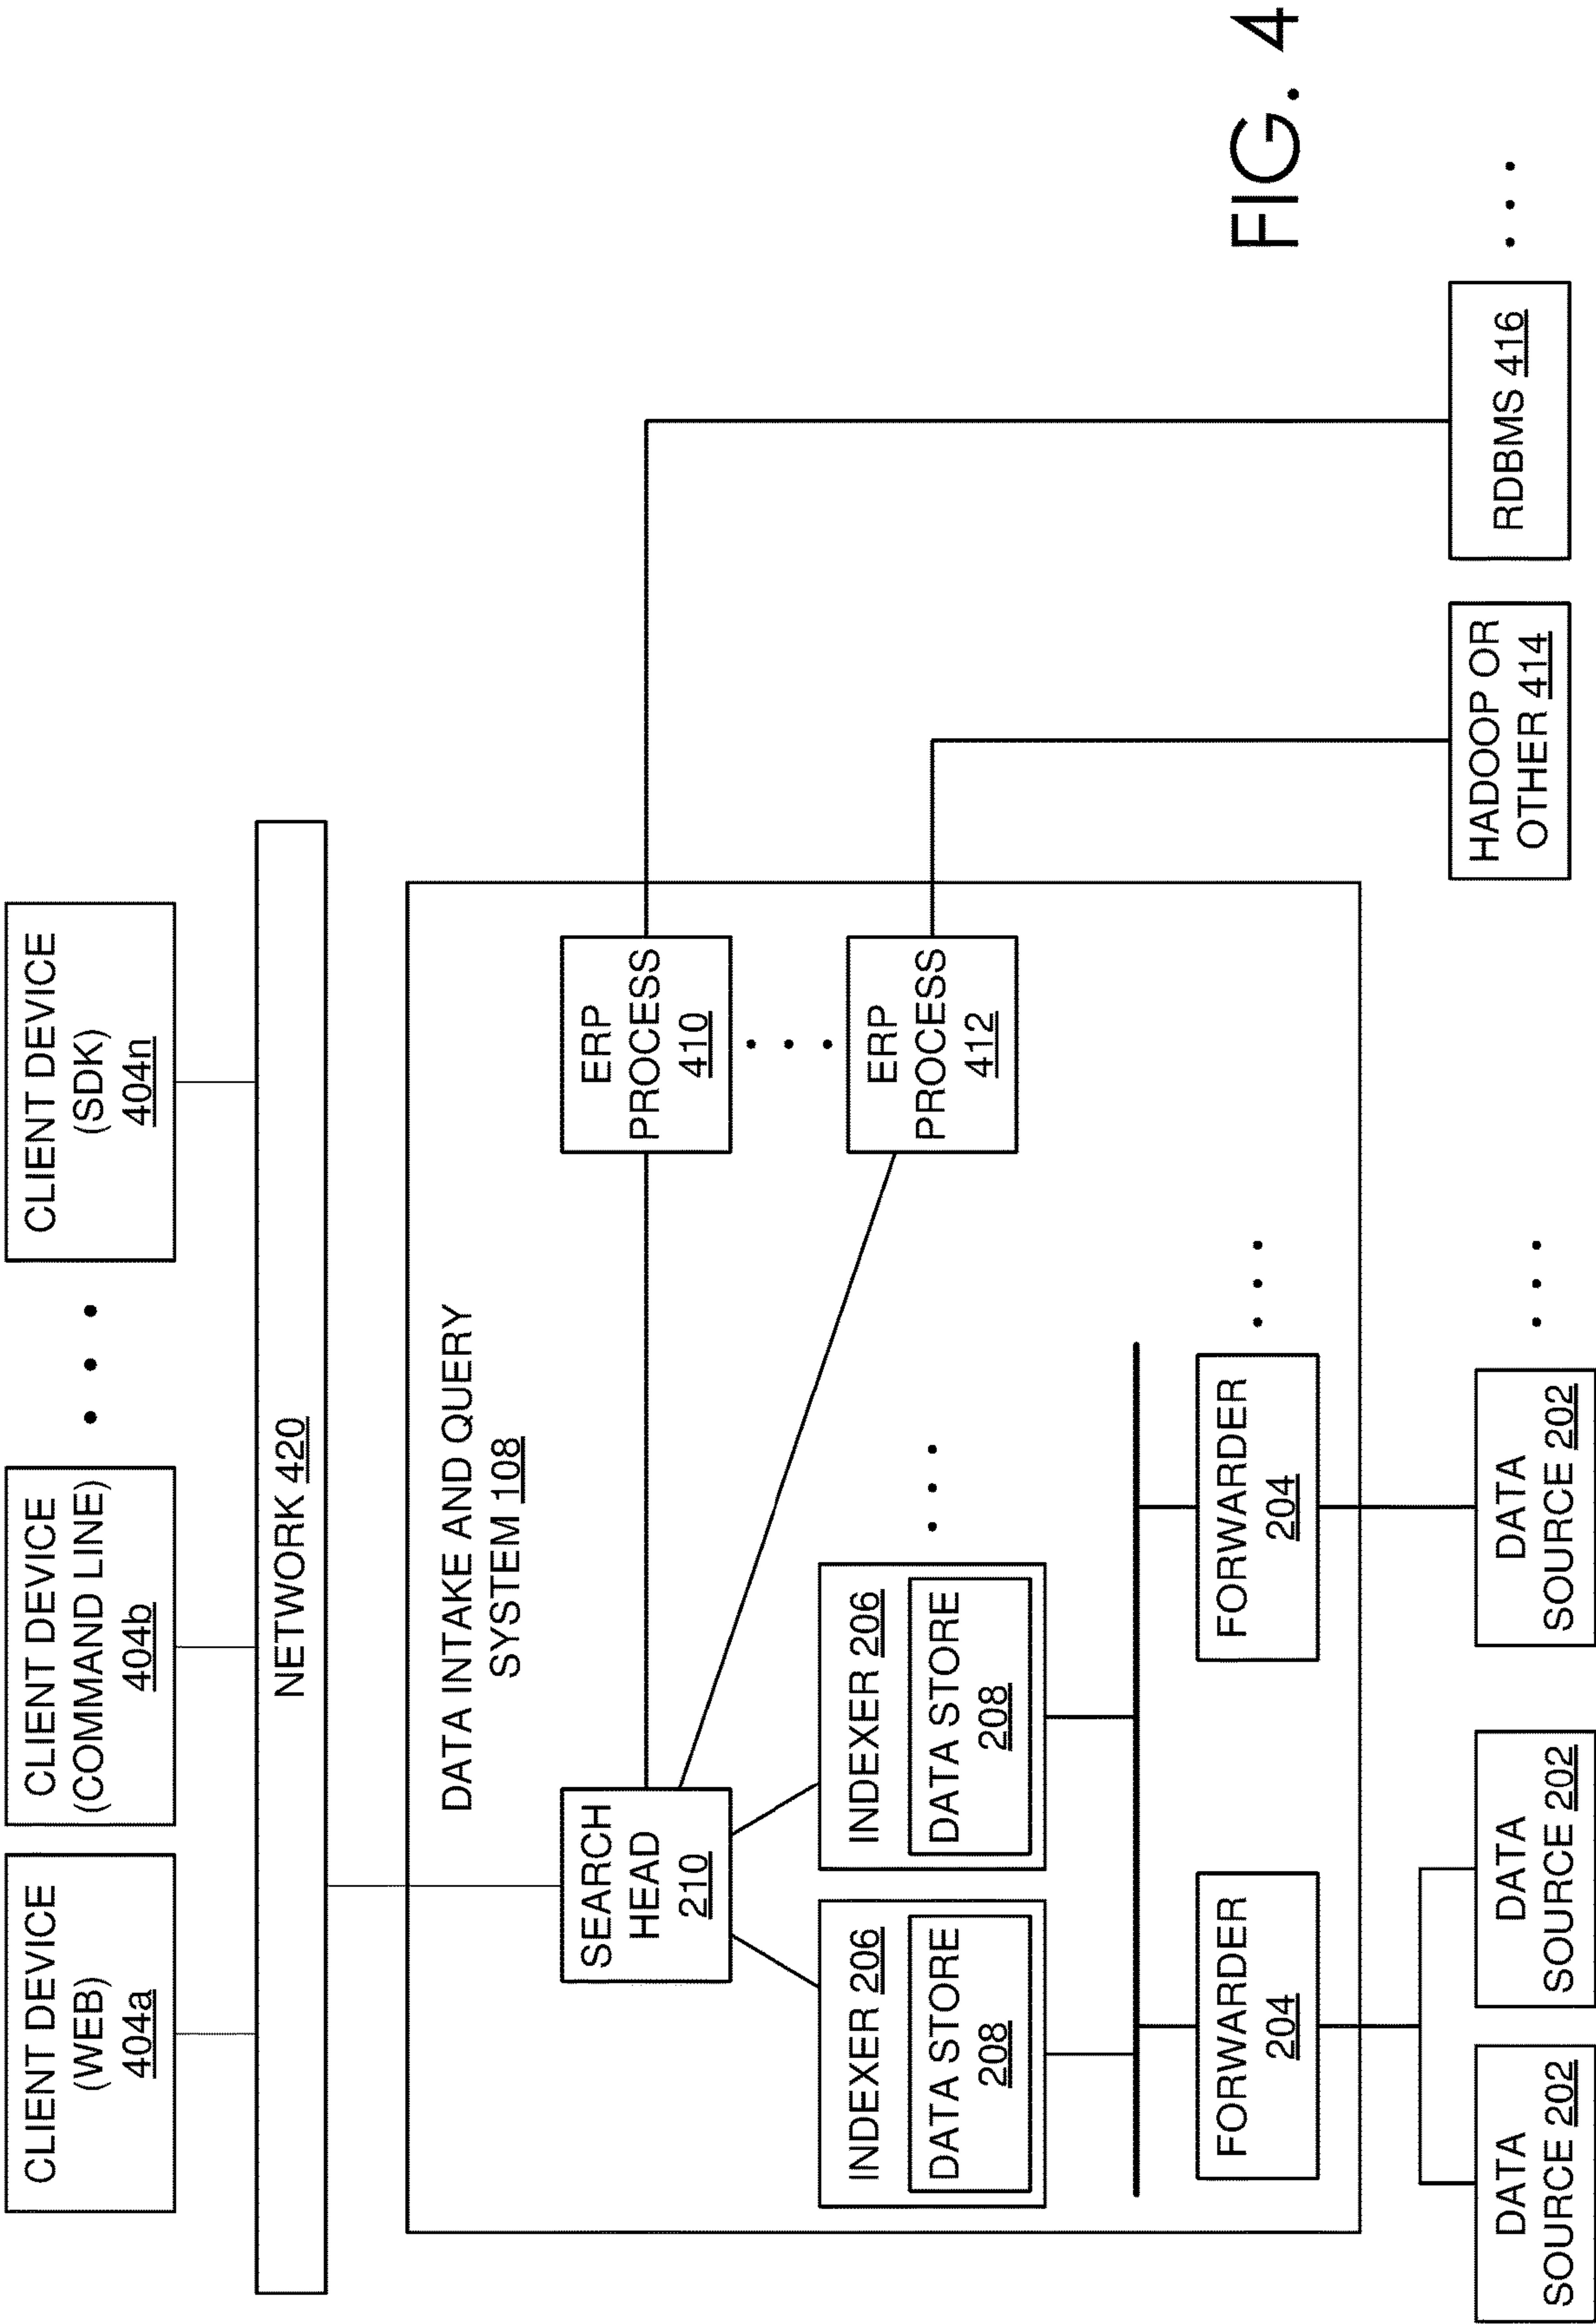 CLIENT DEVICE
(WEB)
404a
CLIENT DEVICE
(COMMAND LINE)
404b
CLIENT DEVICE
(SDK)
404n
NETWORK 420
DATA INTAKE AND QUERY
SYSTEM 108
SEARCH
HEAD
210
ERP
PROCESS
410
INDEXER 206
DATA STORE
208
INDEXER 206
DATA STORE
208
ERP
PROCESS
412
FORWARDER
204
FORWARDER
204
DATA
SOURCE 202
DATA
SOURCE 202
DATA
SOURCE 202
HADOOP OR
OTHER 414
RDBMS 416
FIG. 4